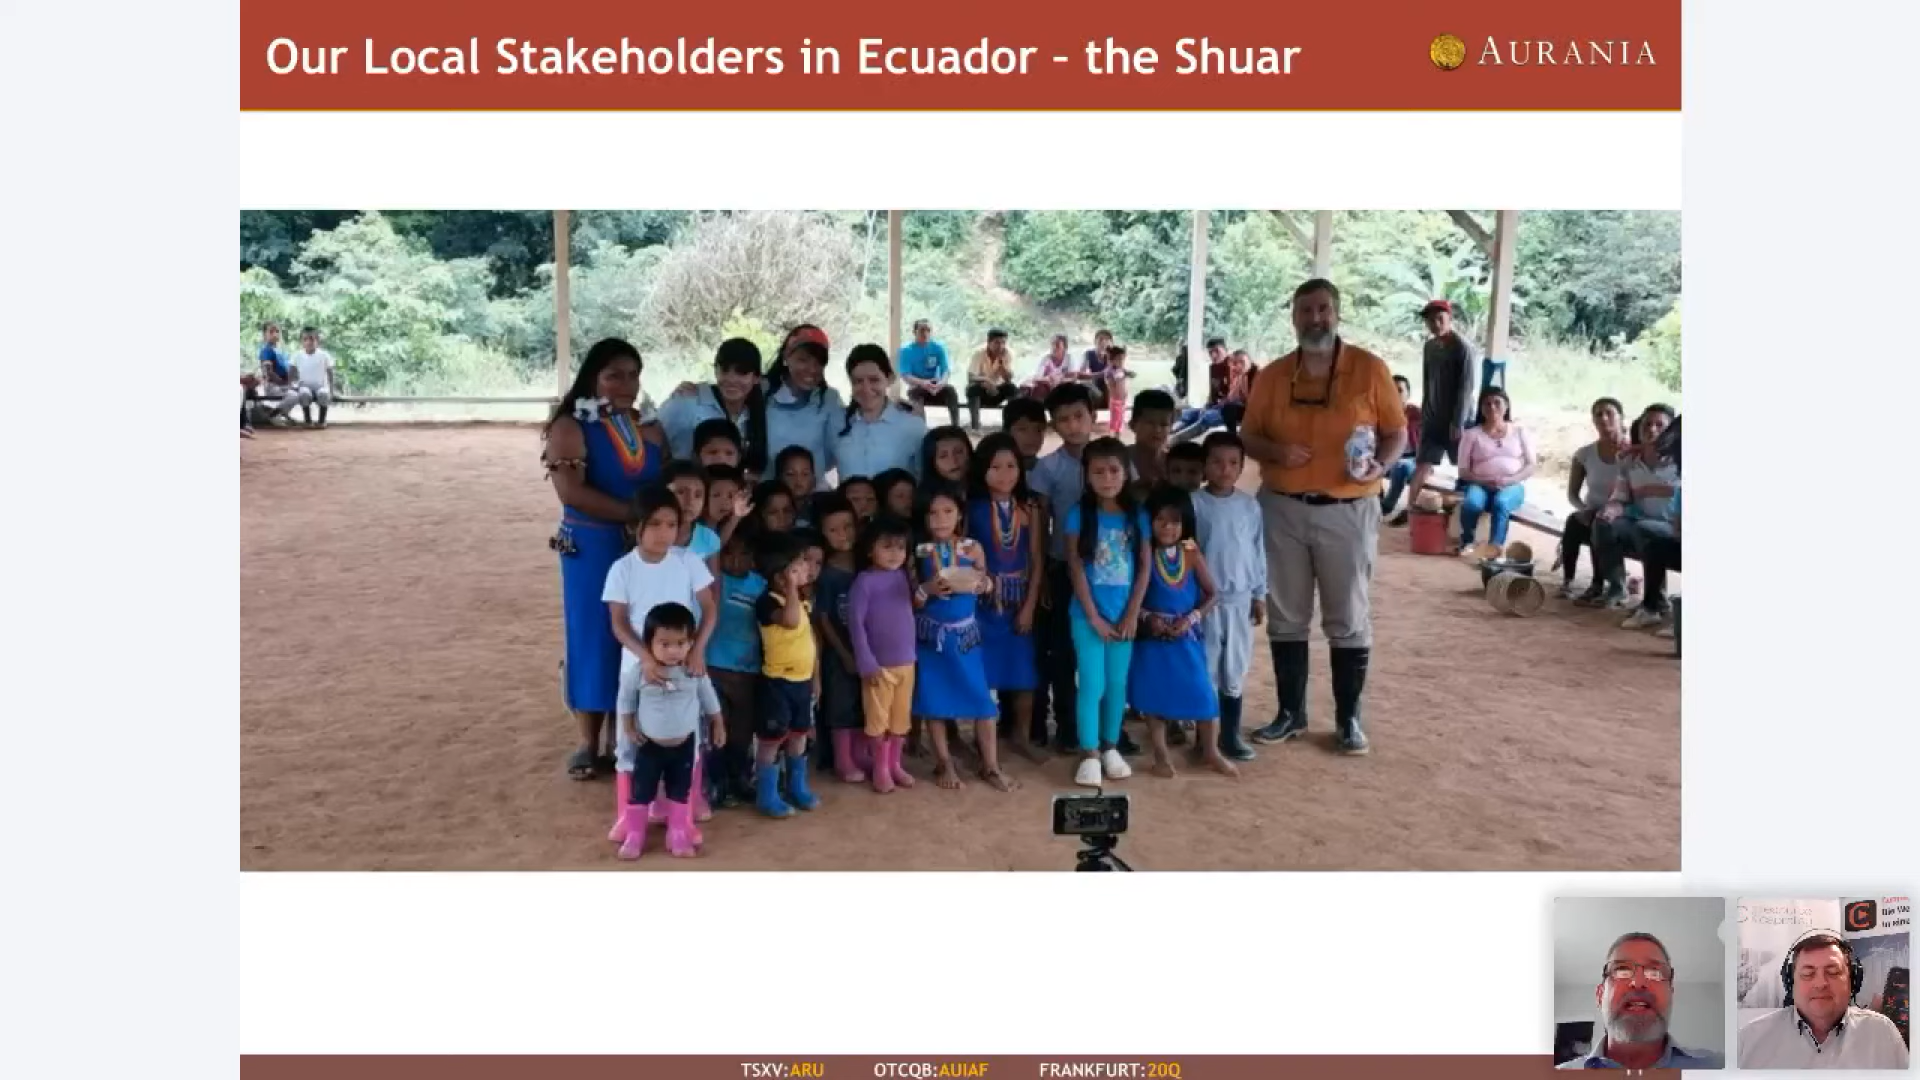 Our Local Stakeholders in Ecuador – the Shuar
AURANIA
TSXV:ARU OTCQB:AUIAF FRANKFURT:20Q